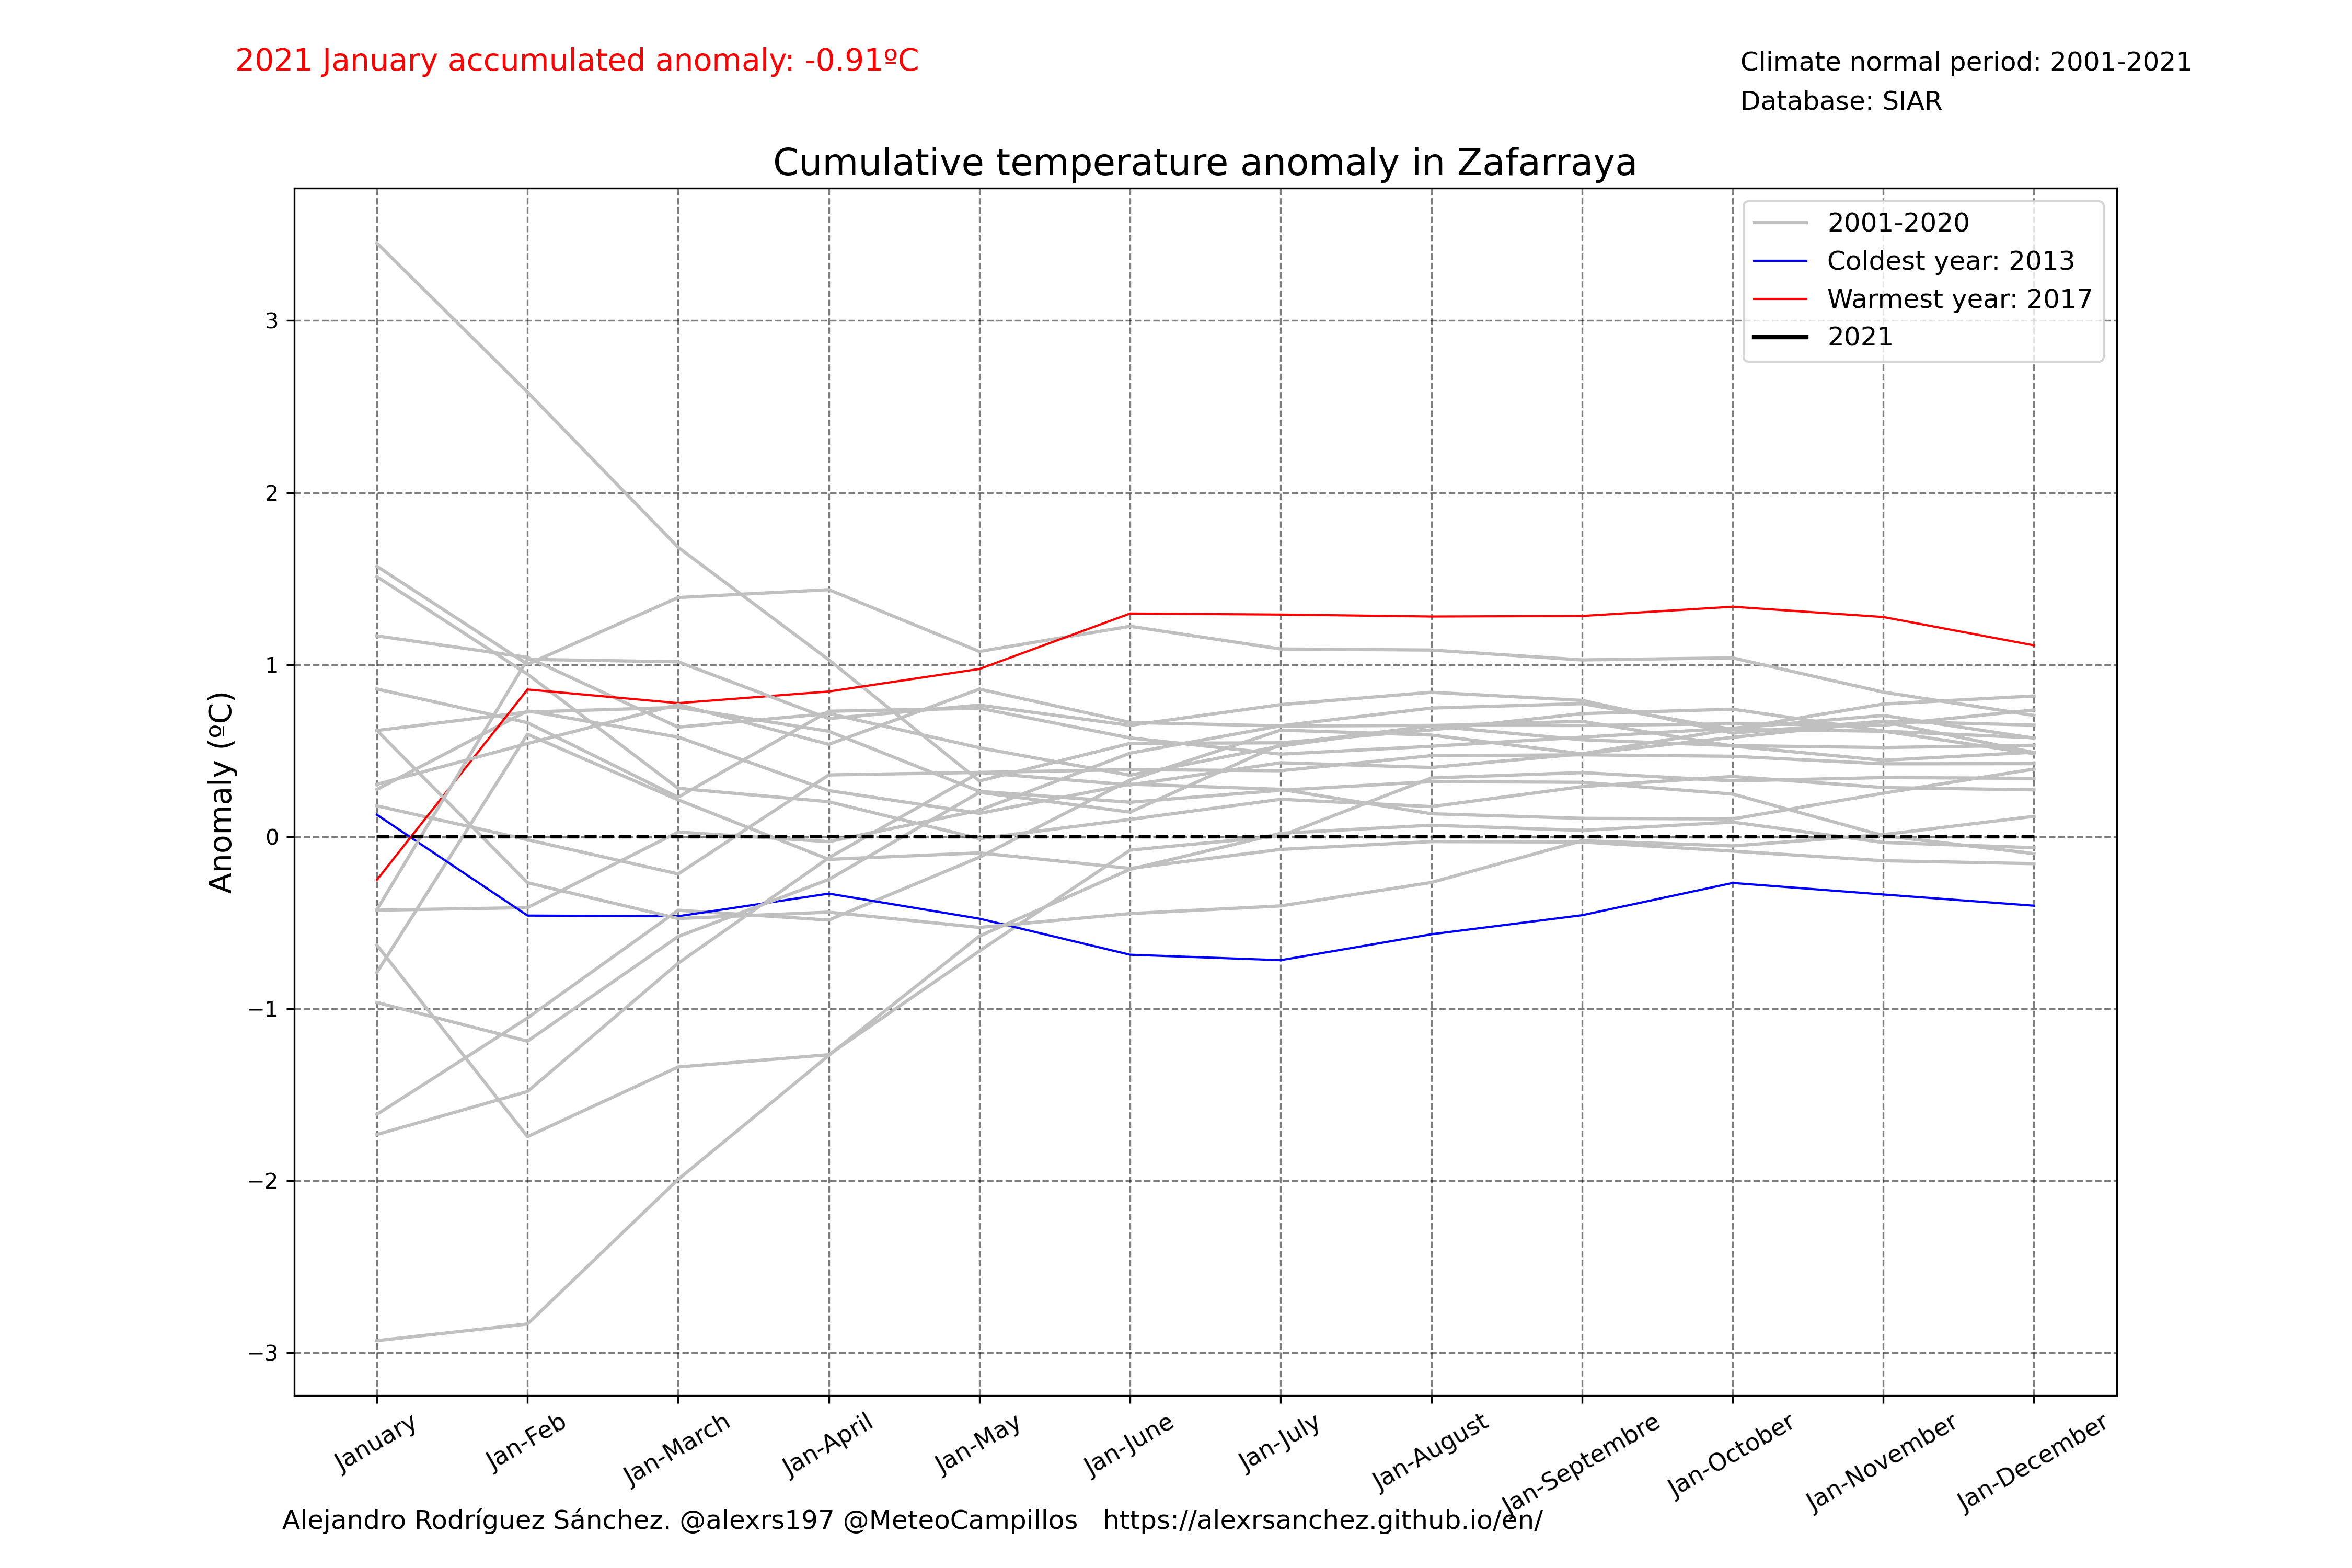 2021 January accumulated anomaly: -0.91ºC
Climate normal period: 2001-2021
Database: SIAR
Cumulative temperature anomaly in Zafarraya
2001-2020
Coldest year: 2013
Warmest year: 2017
2021
Anomaly (ºC)
3
2
1
0
−1
−2
−3
January
Jan-Feb
Jan-March
Jan-April
Jan-May
Jan-June
Jan-July
Jan-August
Jan-Septembre
Jan-October
Jan-November
Jan-December
Alejandro Rodríguez Sánchez. @alexrs197 @MeteoCampillos   https://alexrsanchez.github.io/en/